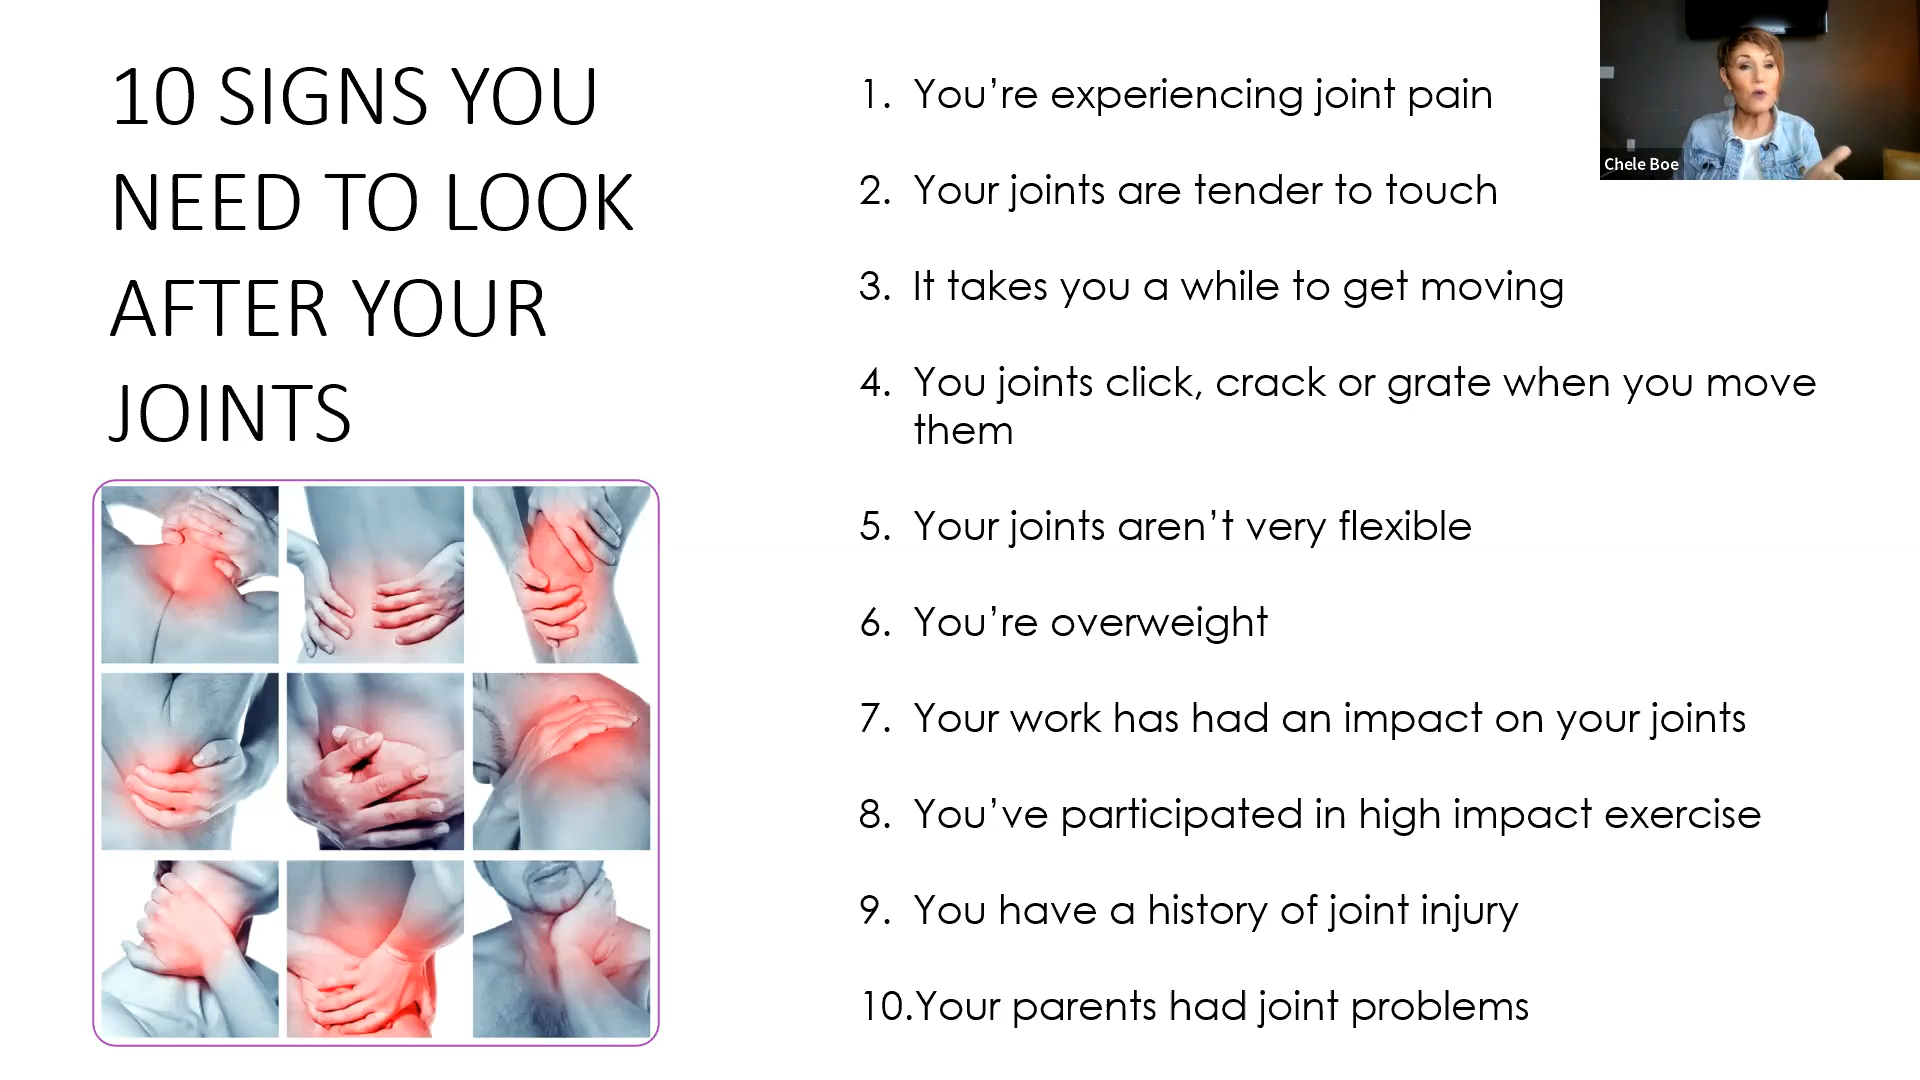 10 SIGNS YOU
NEED TO LOOK
AFTER YOUR
JOINTS
1. You’re experiencing joint pain
2. Your joints are tender to touch
3. It takes you a while to get moving
4. You joints click, crack or grate when you move
them
5. Your joints aren’t very flexible
6. You’re overweight
7. Your work has had an impact on your joints
8. You’ve participated in high impact exercise
9. You have a history of joint injury
10.Your parents had joint problems
Chele Boe